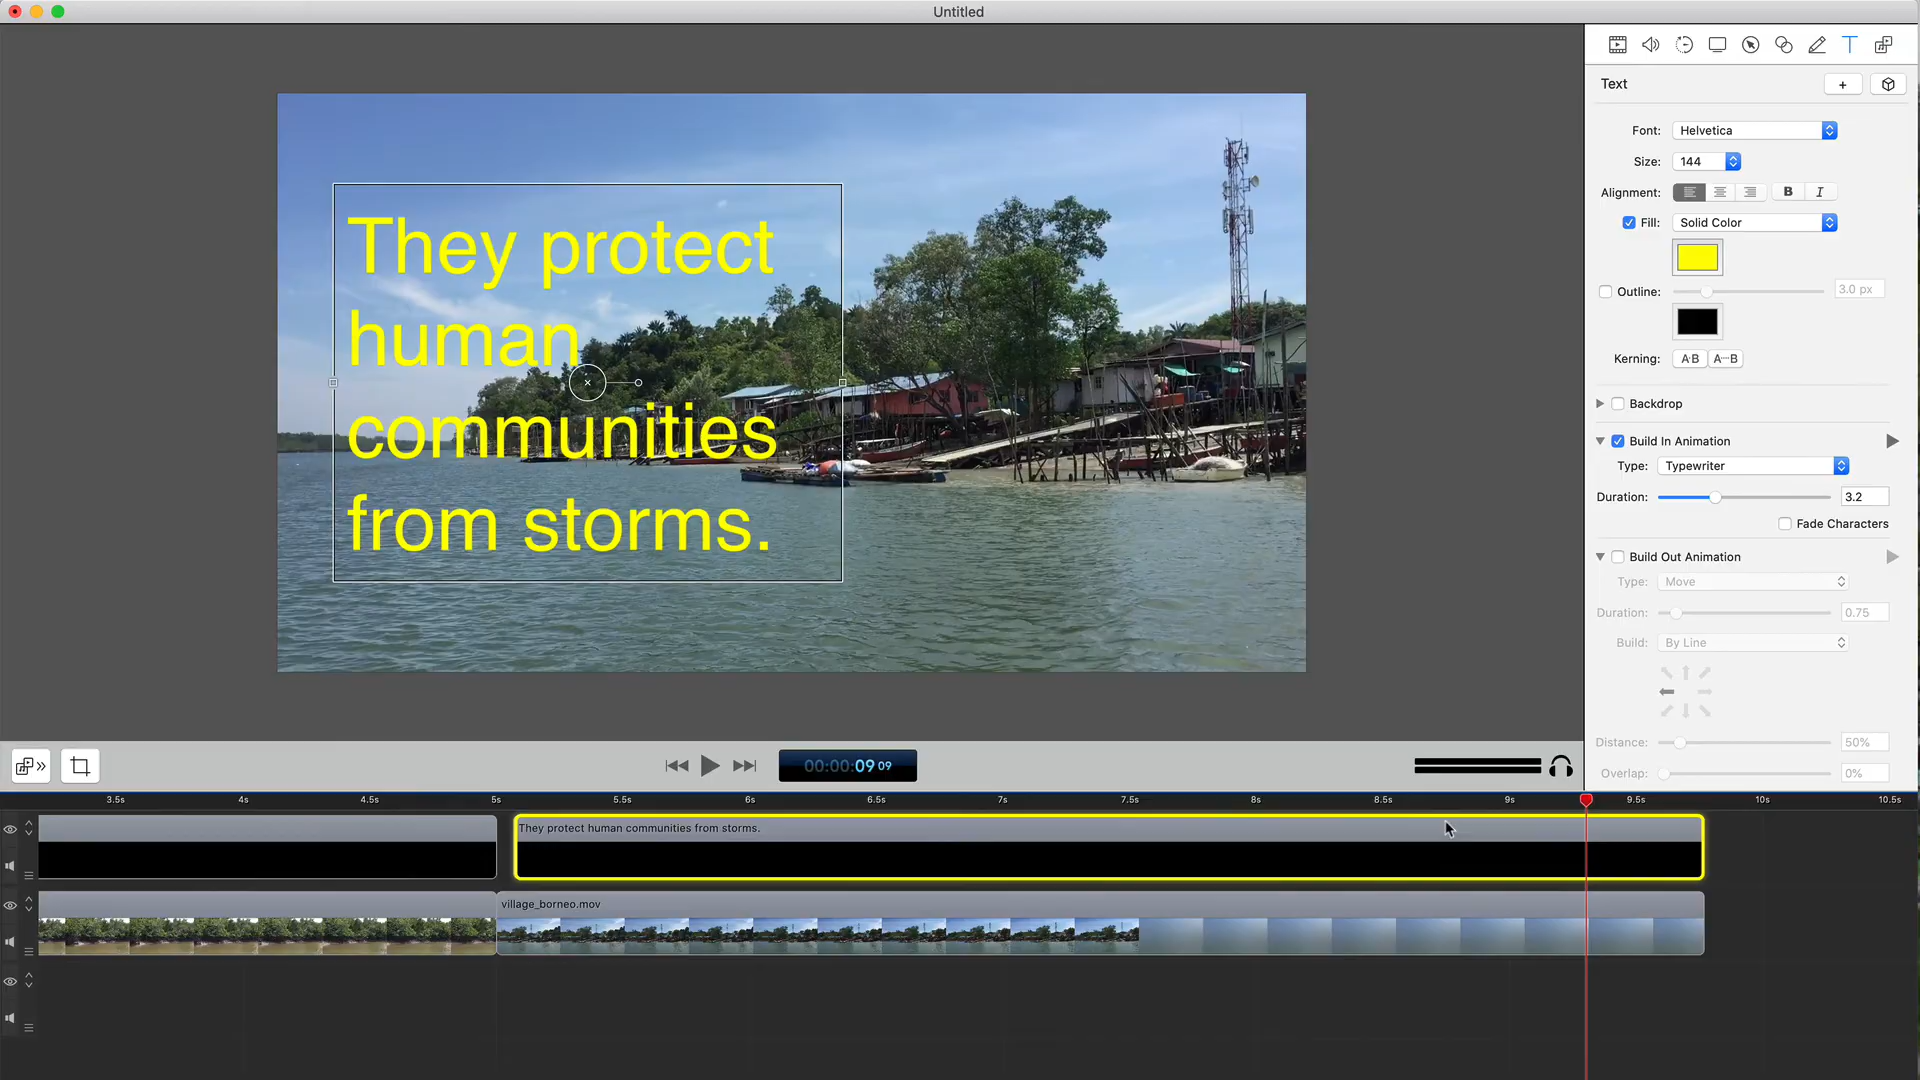 Untitled
They protect
human
communities
from storms.
Text
+
Font: Helvetica
Size: 144
Alignment: B I
Fill: Solid Color
Outline: 3.0 px
Kerning: A·B A···B
Backdrop
Build In Animation
Type: Typewriter
Duration: 3.2
Fade Characters
Build Out Animation
Type: Move
Duration: 0.75
Build: By Line
Distance: 50%
Overlap: 0%
00:00:09 09
3.5s 4s 4.5s 5s 5.5s 6s 6.5s 7s 7.5s 8s 8.5s 9s 9.5s 10s 10.5s
They protect human communities from storms.
village_borneo.mov